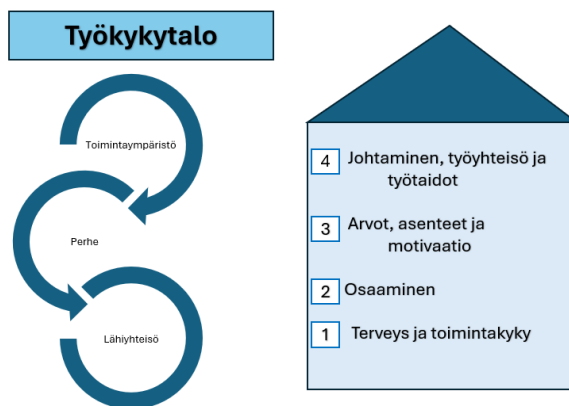 Työkykytalo
Toimintaympäristö
Perhe
Lähiyhteisö
4 Johtaminen, työyhteisö ja
työtaidot
3 Arvot, asenteet ja
motivaatio
2 Osaaminen
1 Terveys ja toimintakyky